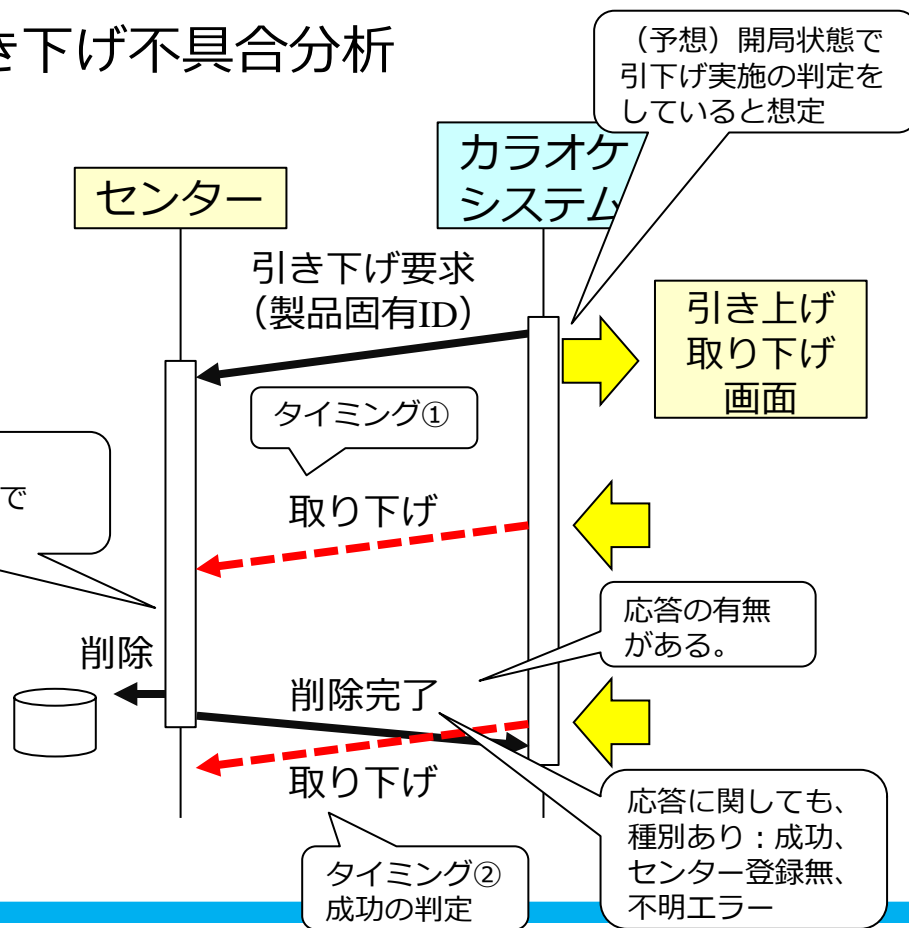 き下げ不具合分析
（予想）開局状態で
引下げ実施の判定を
していると想定
センター
カラオケ
システム
引き下げ要求
（製品固有ID）
引き上げ
取り下げ
画面
タイミング①
で
取り下げ
応答の有無
がある。
削除
削除完了
取り下げ
応答に関しても、
種別あり：成功、
センター登録無、
不明エラー
タイミング②
成功の判定